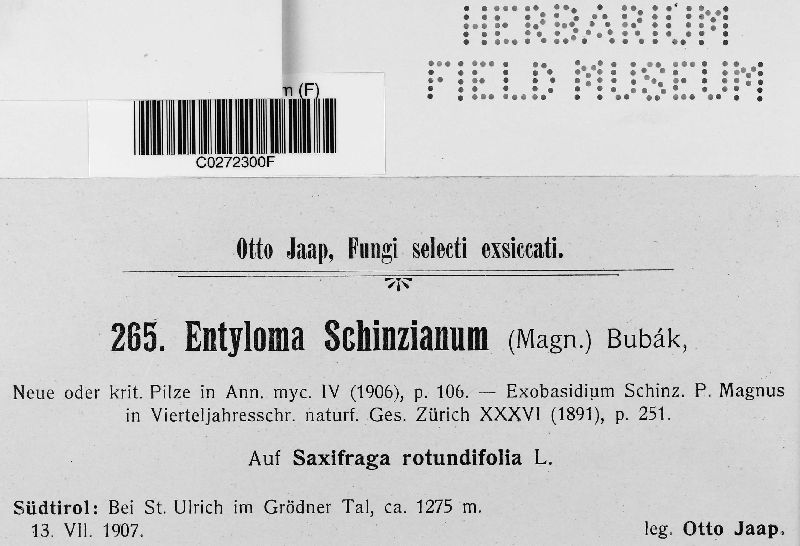 HERBARIUM
FIELD MUSEUM
m (F)
C0272300F
Otto Jaap, Fungi selecti exsiccati.
265. Entyloma Schinzianum (Magn.) Bubák,
Neue oder krit. Pilze in Ann. myc. IV (1906), p. 106. — Exobasidium Schinz. P. Magnus
in Vierteljahresschr. naturf. Ges. Zürich XXXVI (1891), p. 251.
Auf Saxifraga rotundifolia L.
Südtirol: Bei St. Ulrich im Grödner Tal, ca. 1275 m.
13. VII. 1907.
leg. Otto Jaap.